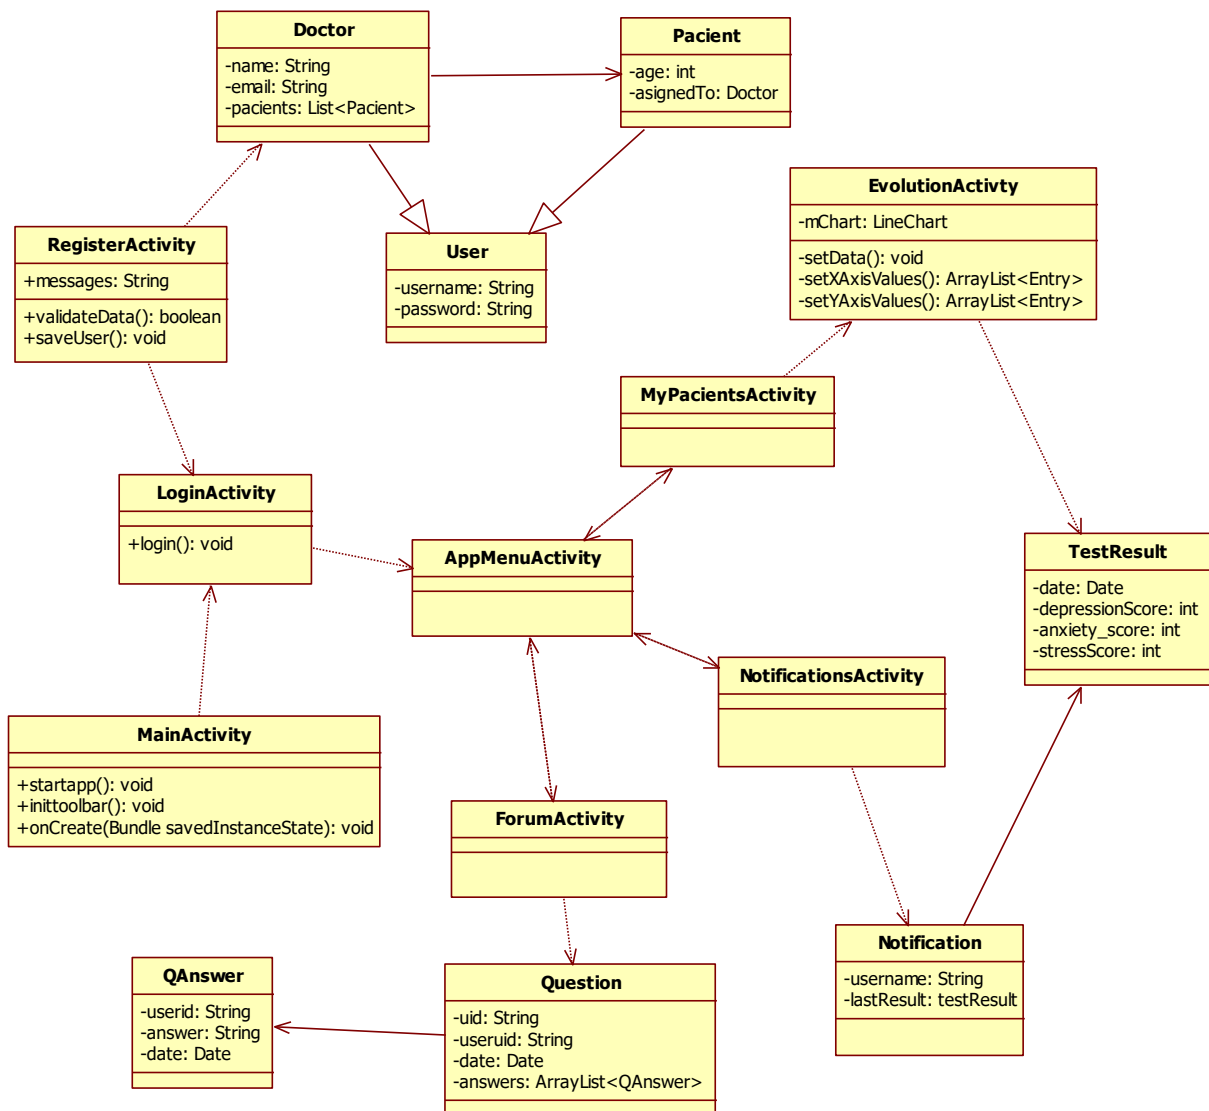 Doctor
-name: String
-email: String
-pacients: List<Pacient>
Pacient
-age: int
-asignedTo: Doctor
EvolutionActivty
-mChart: LineChart
-setData(): void
-setXAxisValues(): ArrayList<Entry>
-setYAxisValues(): ArrayList<Entry>
RegisterActivity
+messages: String
+validateData(): boolean
+saveUser(): void
User
-username: String
-password: String
MyPacientsActivity
LoginActivity
+login(): void
AppMenuActivity
TestResult
-date: Date
-depressionScore: int
-anxiety_score: int
-stressScore: int
NotificationsActivity
MainActivity
+startapp(): void
+inittoolbar(): void
+onCreate(Bundle savedInstanceState): void
ForumActivity
Notification
-username: String
-lastResult: testResult
QAnswer
-userid: String
-answer: String
-date: Date
Question
-uid: String
-useruid: String
-date: Date
-answers: ArrayList<QAnswer>